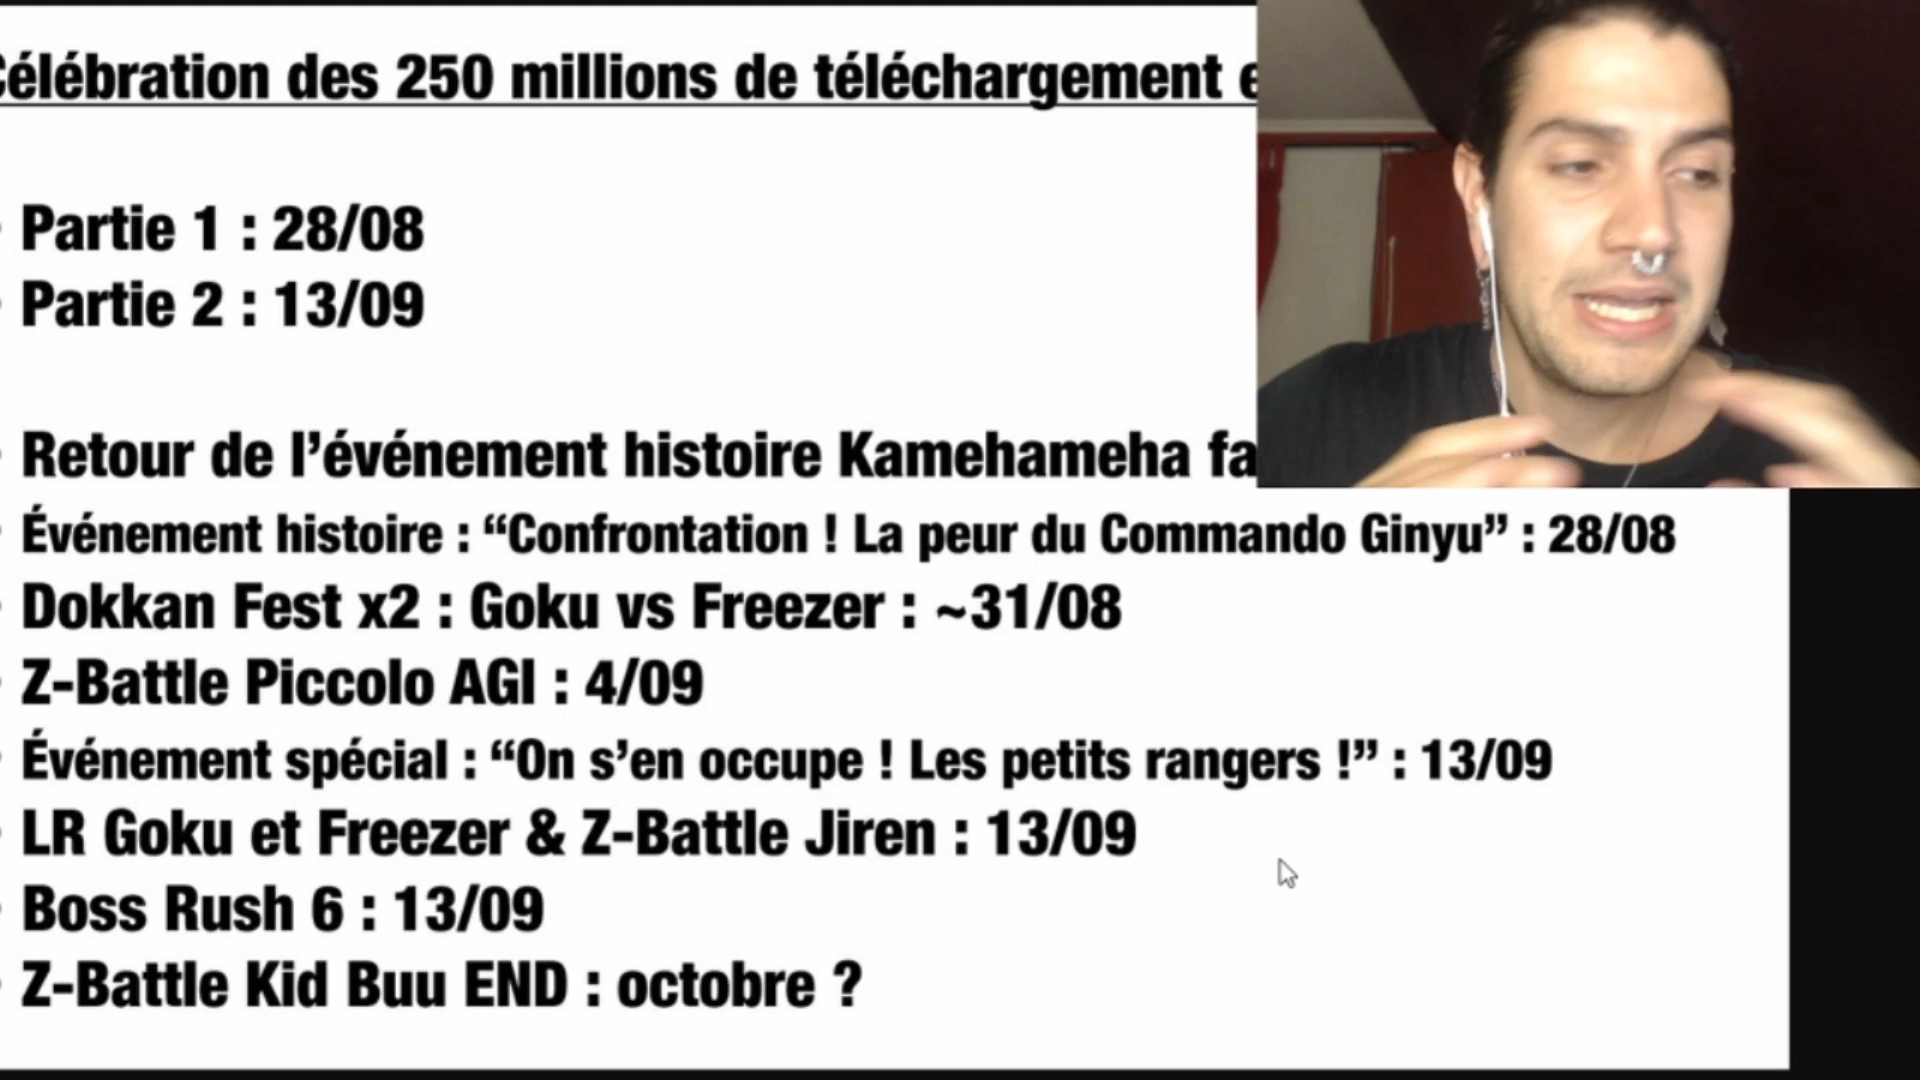 Célébration des 250 millions de téléchargement
Partie 1 : 28/08
Partie 2 : 13/09
Retour de l’événement histoire Kamehameha
Événement histoire : “Confrontation ! La peur du Commando Ginyu” : 28/08
Dokkan Fest x2 : Goku vs Freezer : ~31/08
Z-Battle Piccolo AGI : 4/09
Événement spécial : “On s’en occupe ! Les petits rangers !” : 13/09
LR Goku et Freezer & Z-Battle Jiren : 13/09
Boss Rush 6 : 13/09
Z-Battle Kid Buu END : octobre ?